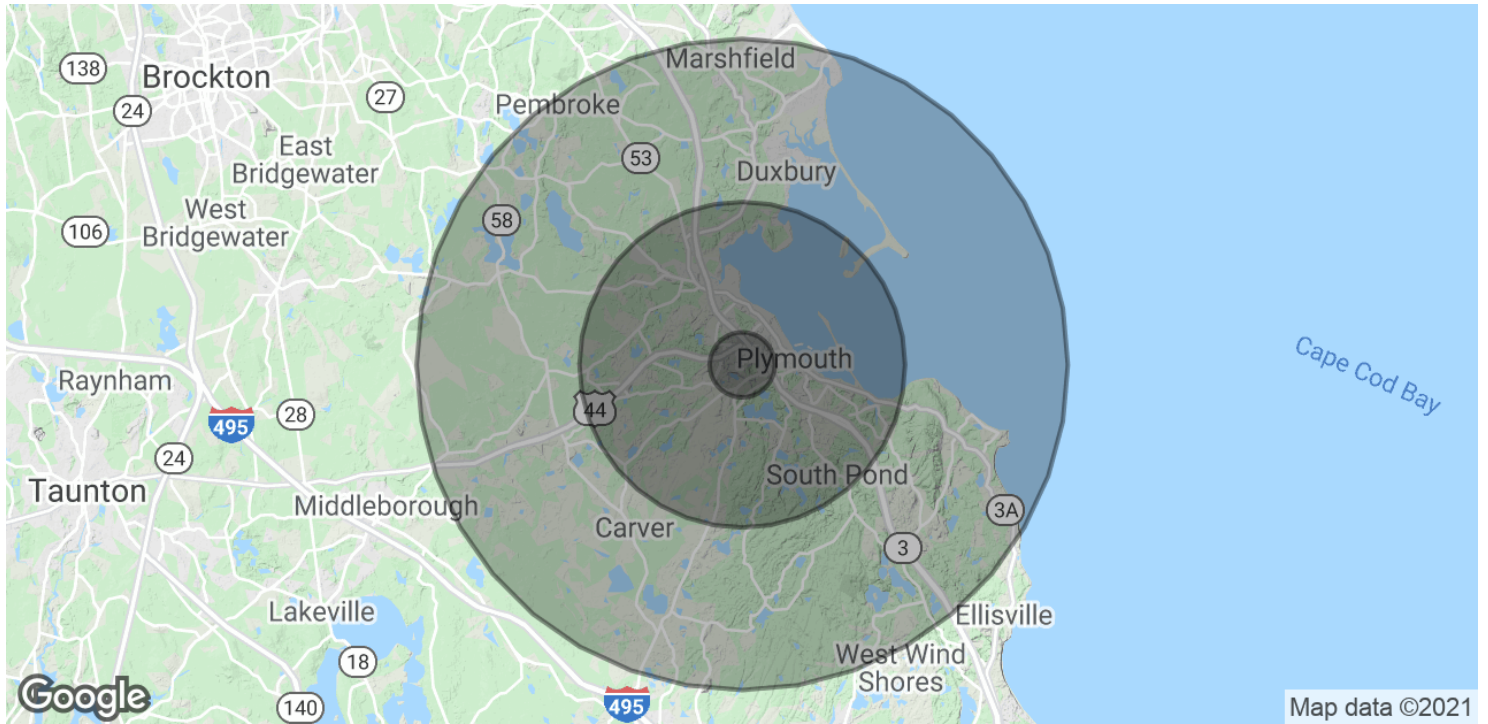 Marshfield
138
Brockton
24
27
Pembroke
East
Bridgewater
53
Duxbury
West
Bridgewater
58
106
Plymouth
Cape Cod Bay
Raynham
28
44
495
24
Taunton
South Pond
Middleborough
Carver
3A
3
Lakeville
Ellisville
18
West Wind
Shores
Google
140
495
Map data ©2021